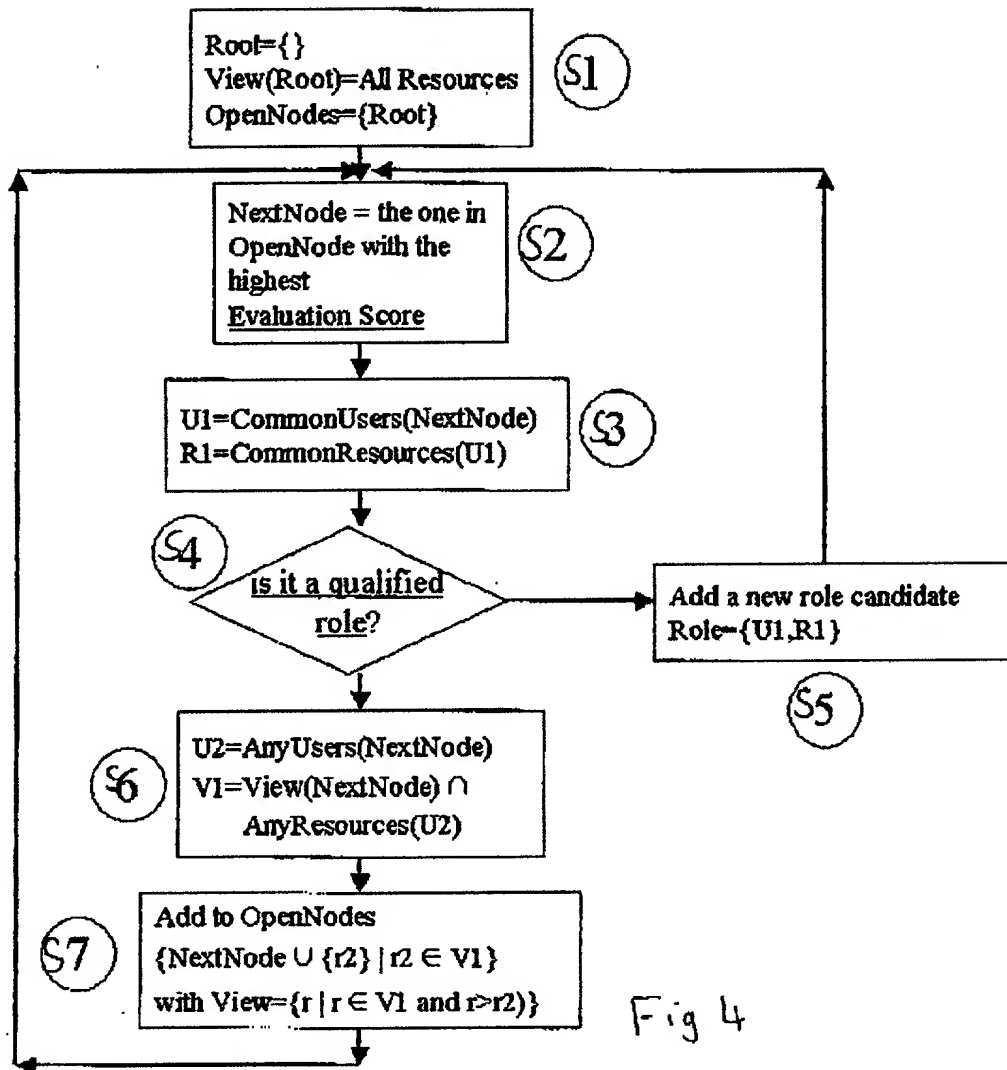 Root={}
View(Root)=All Resources
OpenNodes={Root}
S1
NextNode = the one in
OpenNode with the
highest
Evaluation Score
S2
U1=CommonUsers(NextNode)
R1=CommonResources(U1)
S3
S4
is it a qualified
role?
Add a new role candidate
Role={U1,R1}
S5
U2=AnyUsers(NextNode)
V1=View(NextNode) ∩
AnyResources(U2)
S6
Add to OpenNodes
{NextNode ∪ {r2} | r2 ∈ V1}
with View={r | r ∈ V1 and r>r2)}
S7
Fig 4